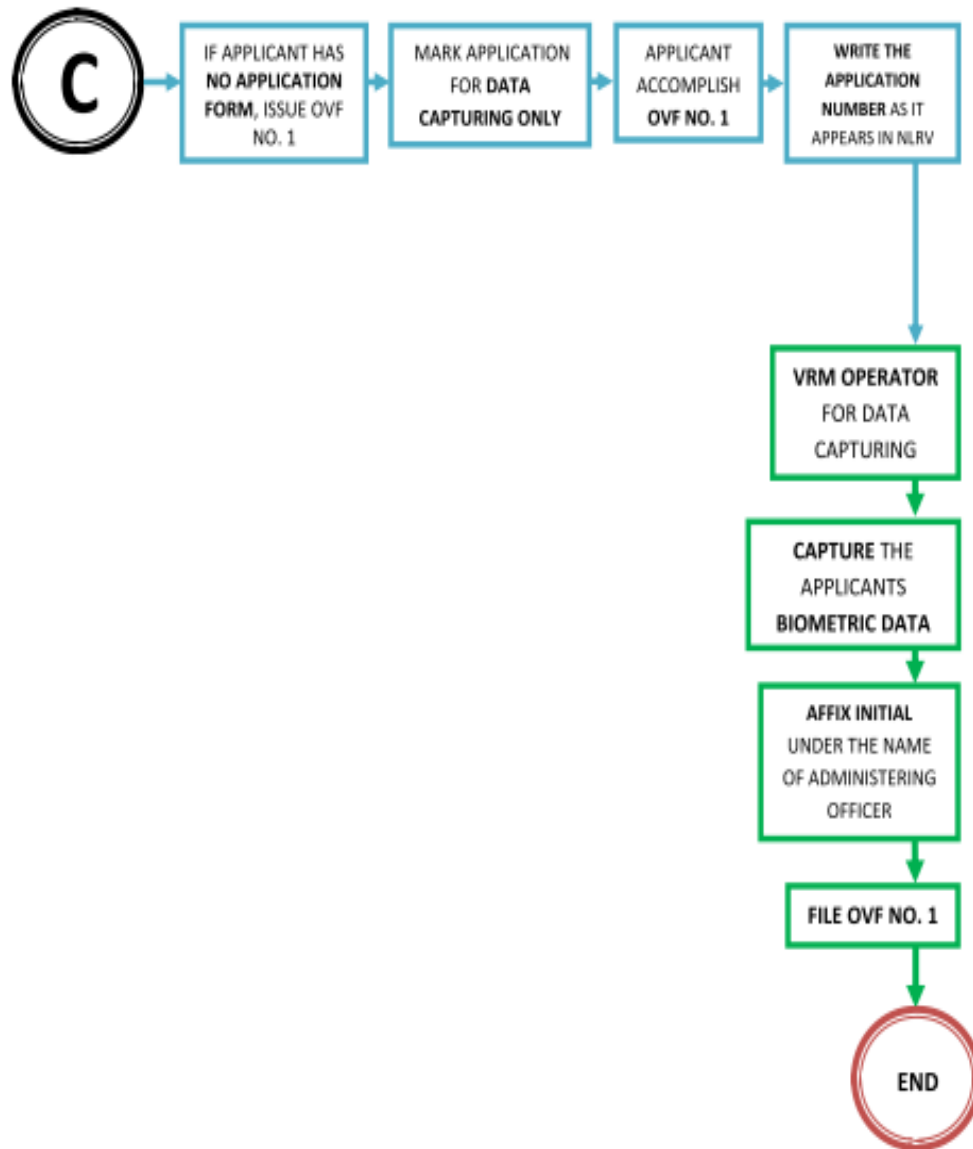 C
IF APPLICANT HAS
NO APPLICATION
FORM, ISSUE OVF
NO. 1
MARK APPLICATION
FOR DATA
CAPTURING ONLY
APPLICANT
ACCOMPLISH
OVF NO. 1
WRITE THE
APPLICATION
NUMBER AS IT
APPEARS IN NLRV
VRM OPERATOR
FOR DATA
CAPTURING
CAPTURE THE
APPLICANTS
BIOMETRIC DATA
AFFIX INITIAL
UNDER THE NAME
OF ADMINISTERING
OFFICER
FILE OVF NO. 1
END